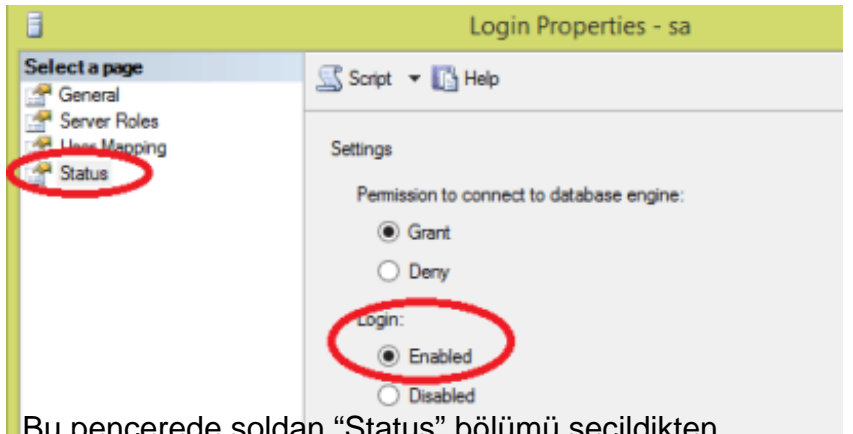 Login Properties - sa
Select a page
General
Server Roles
User Mapping
Status
Script Help
Settings
Permission to connect to database engine:
Grant
Deny
Login:
Enabled
Disabled
Bu pencerede soldan “Status” bölümü seçildikten